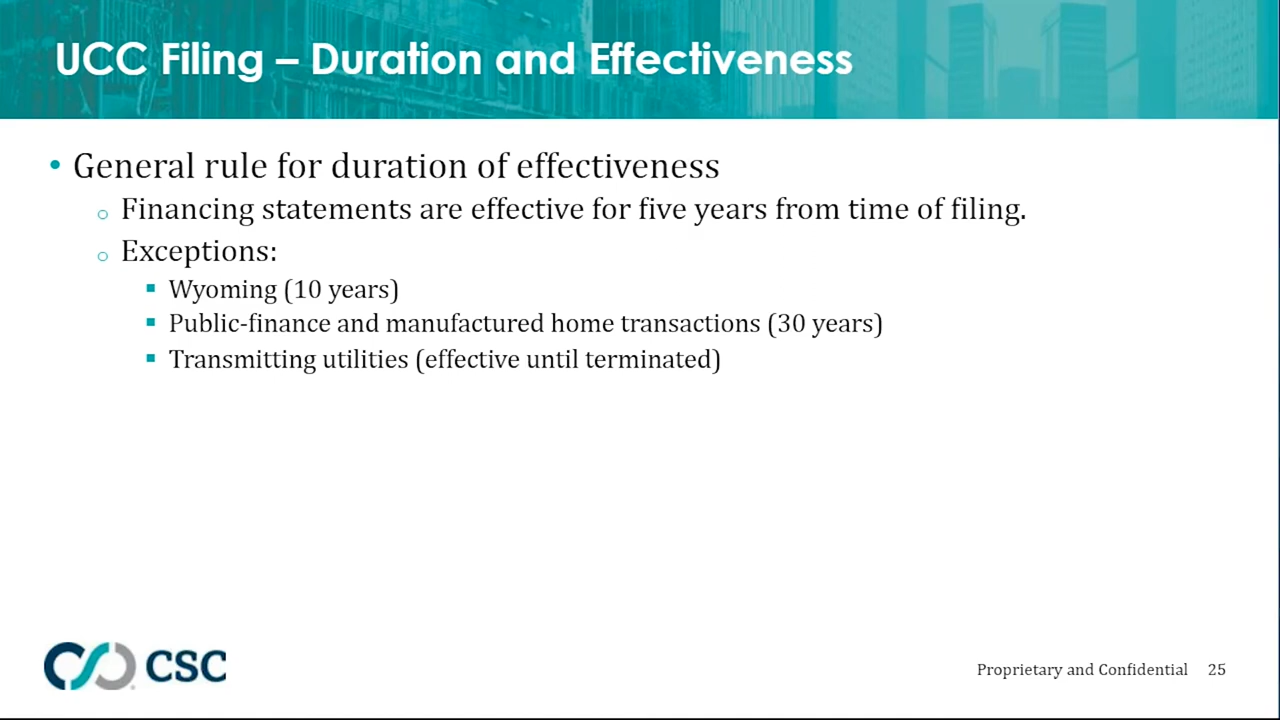 UCC Filing – Duration and Effectiveness
• General rule for duration of effectiveness
o Financing statements are effective for five years from time of filing.
o Exceptions:
▪ Wyoming (10 years)
▪ Public-finance and manufactured home transactions (30 years)
▪ Transmitting utilities (effective until terminated)
CSC
Proprietary and Confidential 25